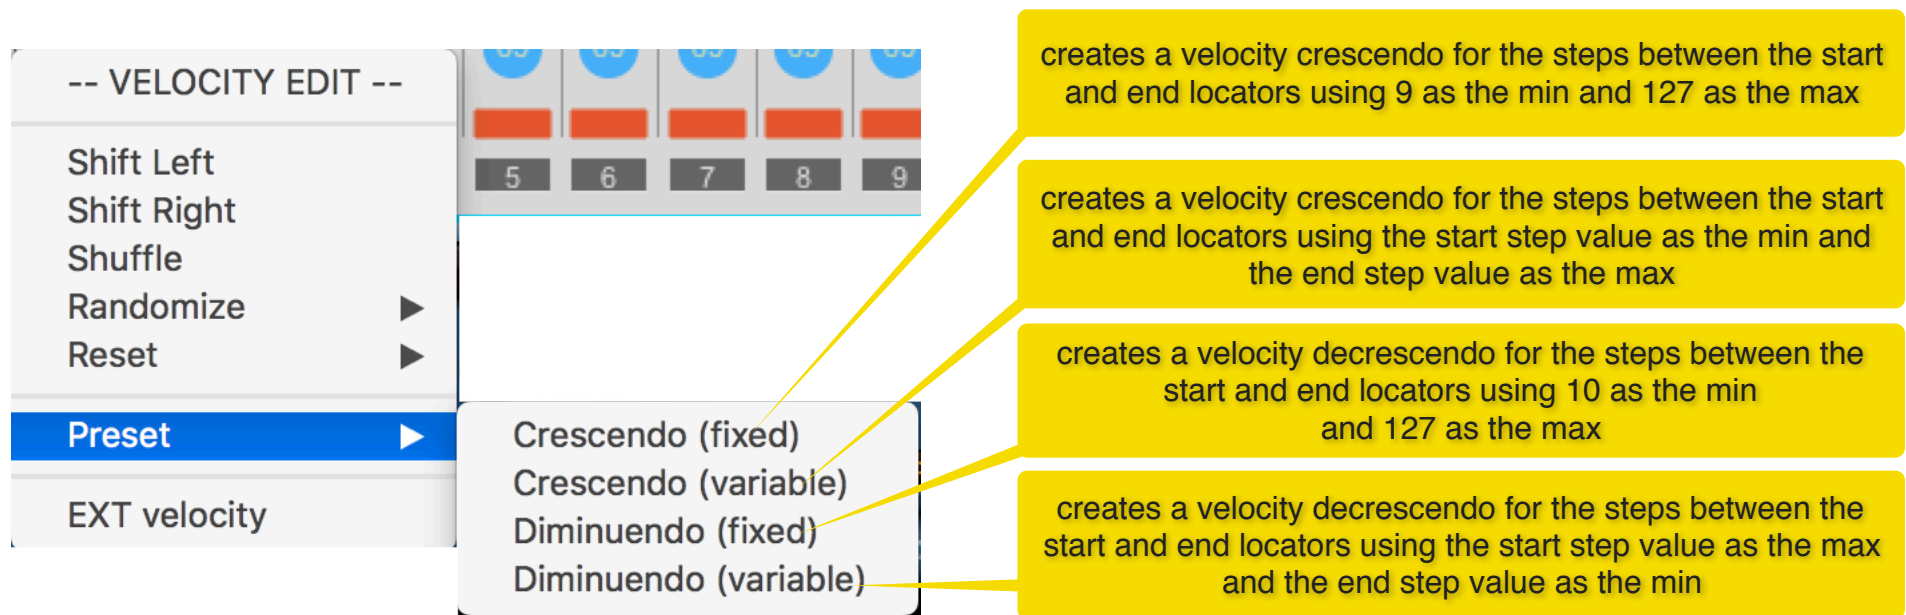 -- VELOCITY EDIT --
Shift Left
Shift Right
Shuffle
Randomize
Reset
Preset
EXT velocity
5 6 7 8 9
Crescendo (fixed)
Crescendo (variable)
Diminuendo (fixed)
Diminuendo (variable)
creates a velocity crescendo for the steps between the start
and end locators using 9 as the min and 127 as the max
creates a velocity crescendo for the steps between the start
and end locators using the start step value as the min and
the end step value as the max
creates a velocity decrescendo for the steps between the
start and end locators using 10 as the min
and 127 as the max
creates a velocity decrescendo for the steps between the
start and end locators using the start step value as the max
and the end step value as the min